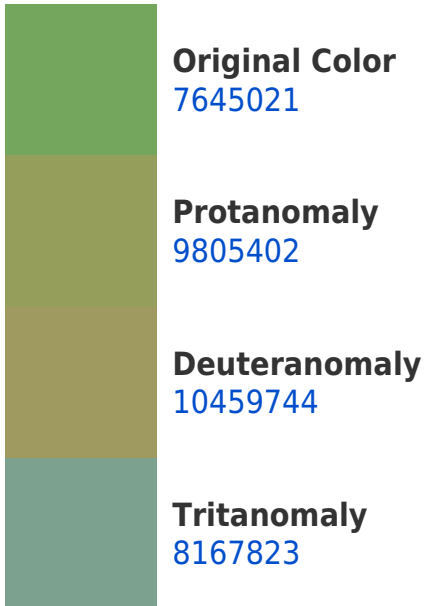 Original Color
7645021
Protanomaly
9805402
Deuteranomaly
10459744
Tritanomaly
8167823